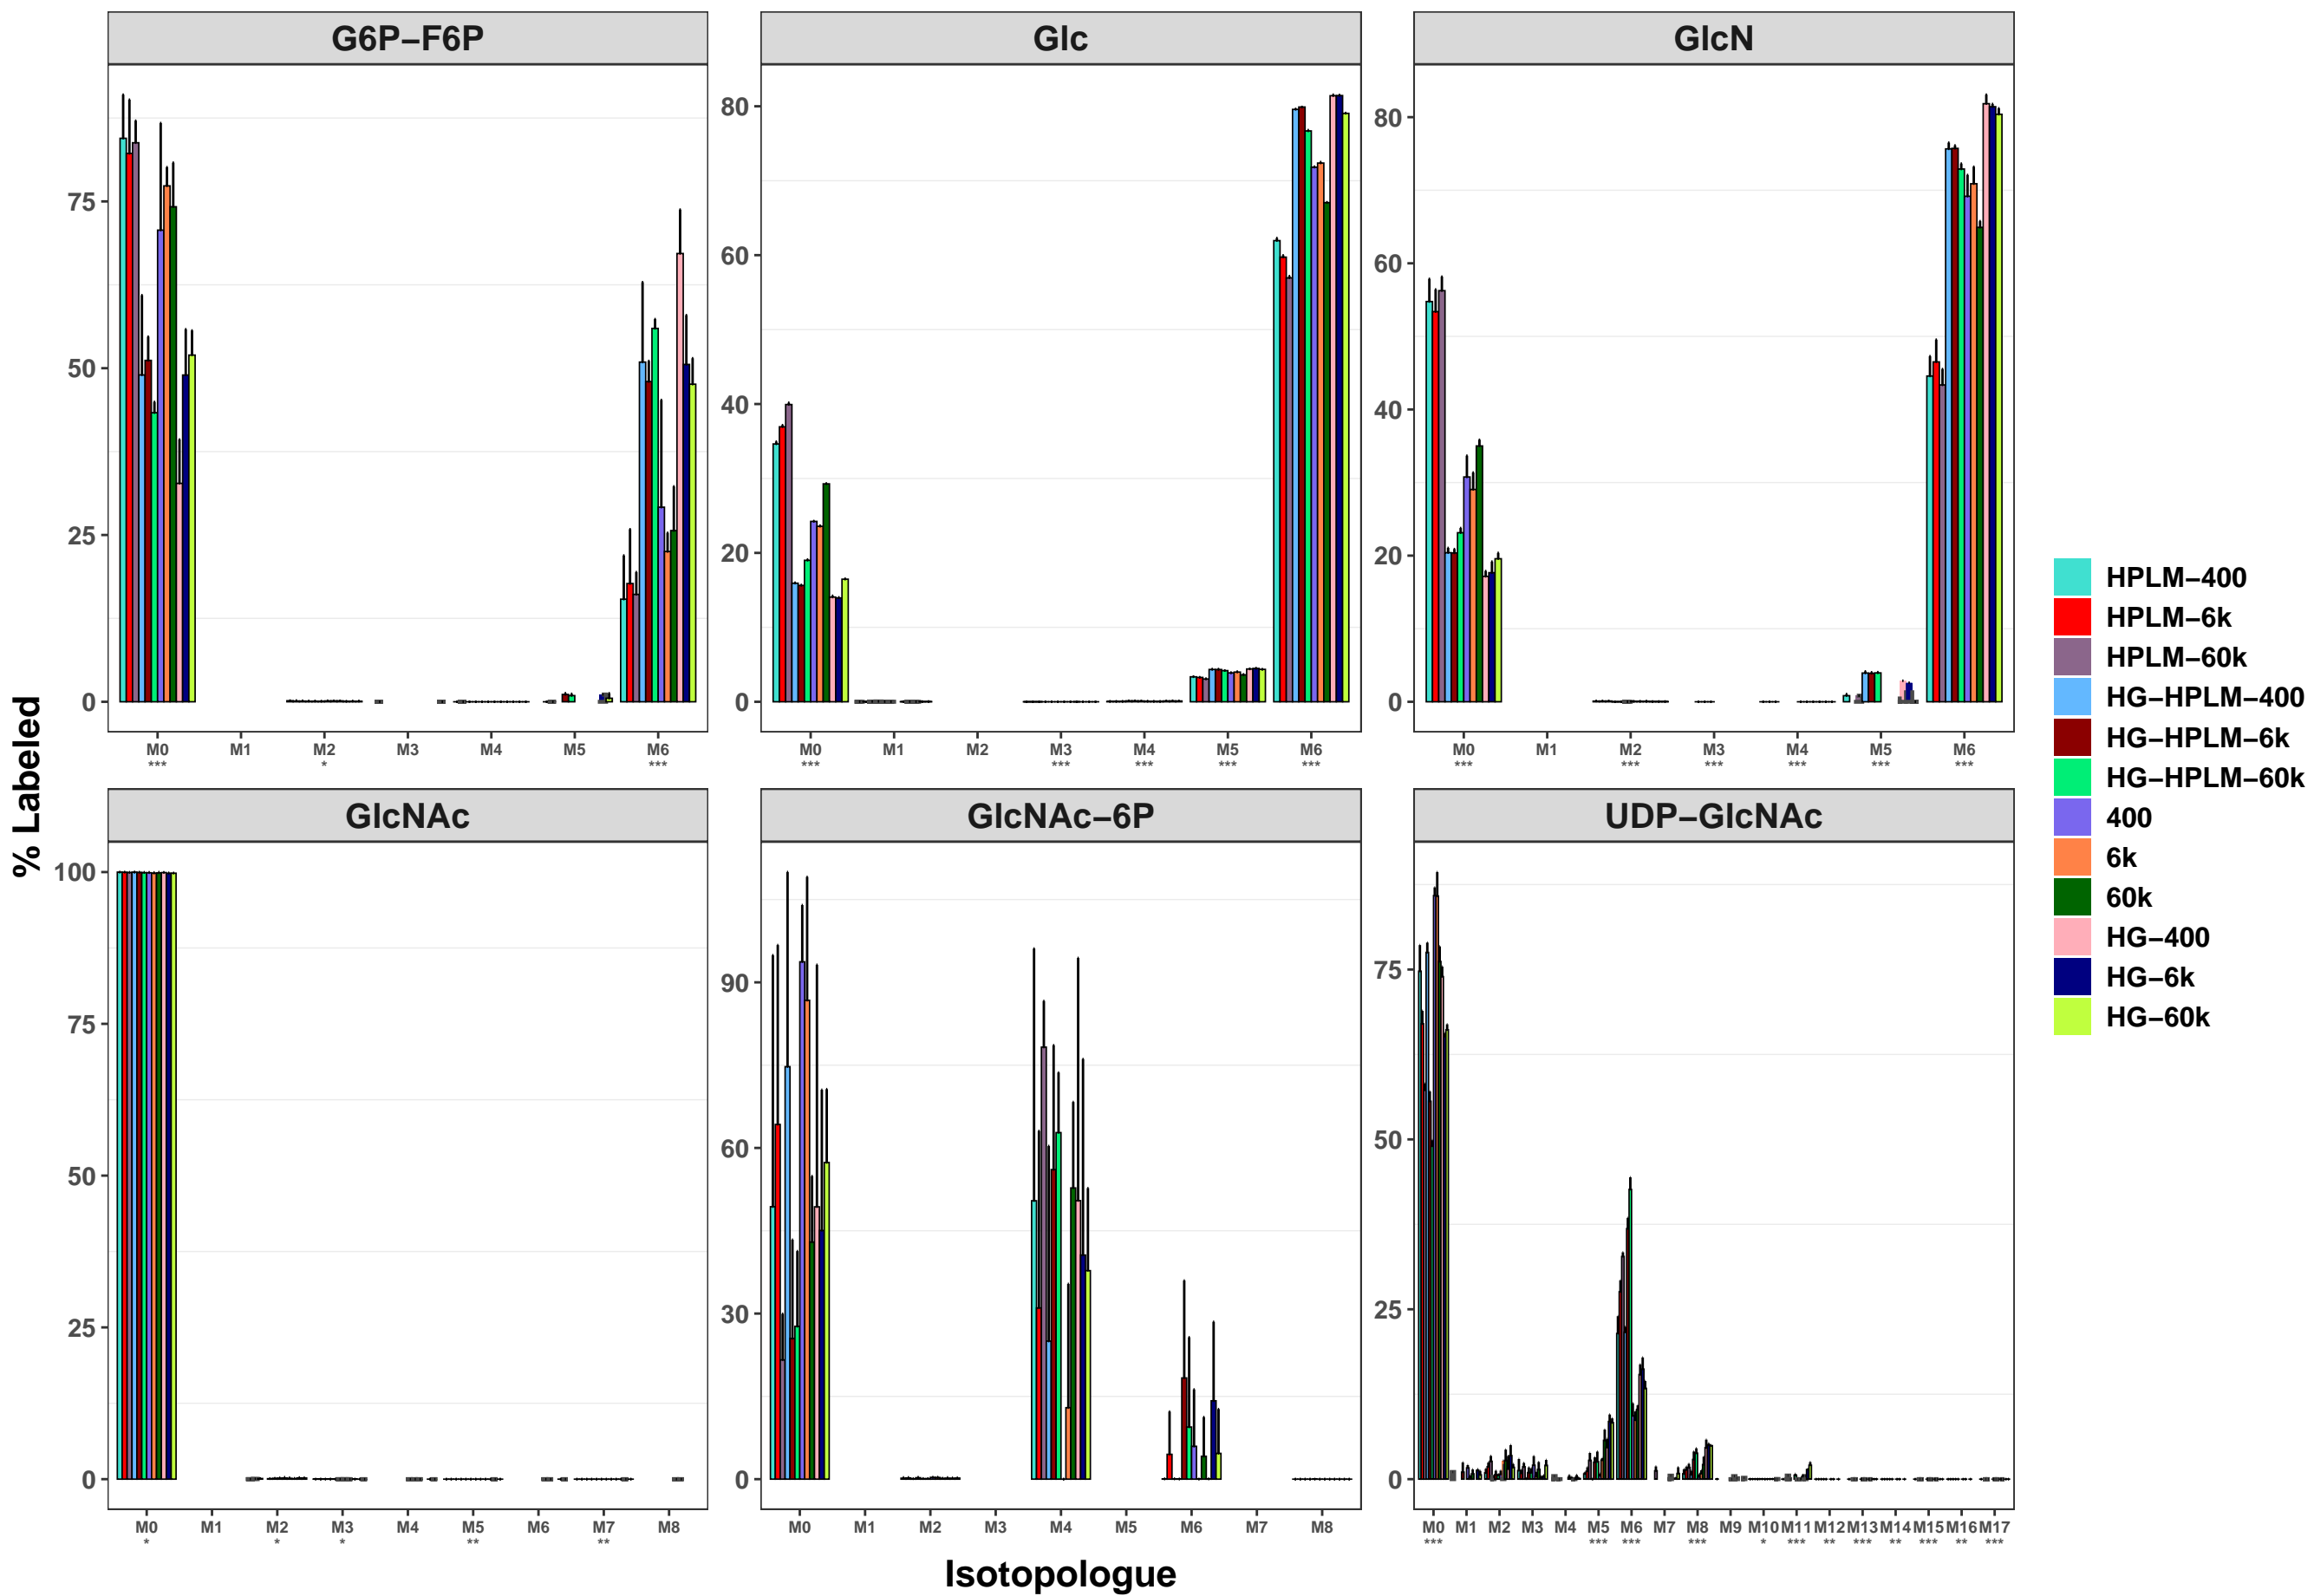 G6P−F6P
Glc
GlcN
75
50
25
0
80
60
40
20
0
80
60
40
20
0
M0 M1 M2 M3 M4 M5 M6
*** * ***
M0 M1 M2 M3 M4 M5 M6
*** *** *** *** ***
M0 M1 M2 M3 M4 M5 M6
*** *** *** *** *** ***
GlcNAc
GlcNAc−6P
UDP−GlcNAc
100
75
50
25
0
90
60
30
0
75
50
25
0
M0 M1 M2 M3 M4 M5 M6 M7 M8
* * * ** **
M0 M1 M2 M3 M4 M5 M6 M7 M8
M0 M1 M2 M3 M4 M5 M6 M7 M8 M9 M10 M11 M12 M13 M14 M15 M16 M17
*** *** *** *** * *** ** *** ** *** ** ***
% Labeled
Isotopologue
HPLM−400
HPLM−6k
HPLM−60k
HG−HPLM−400
HG−HPLM−6k
HG−HPLM−60k
400
6k
60k
HG−400
HG−6k
HG−60k